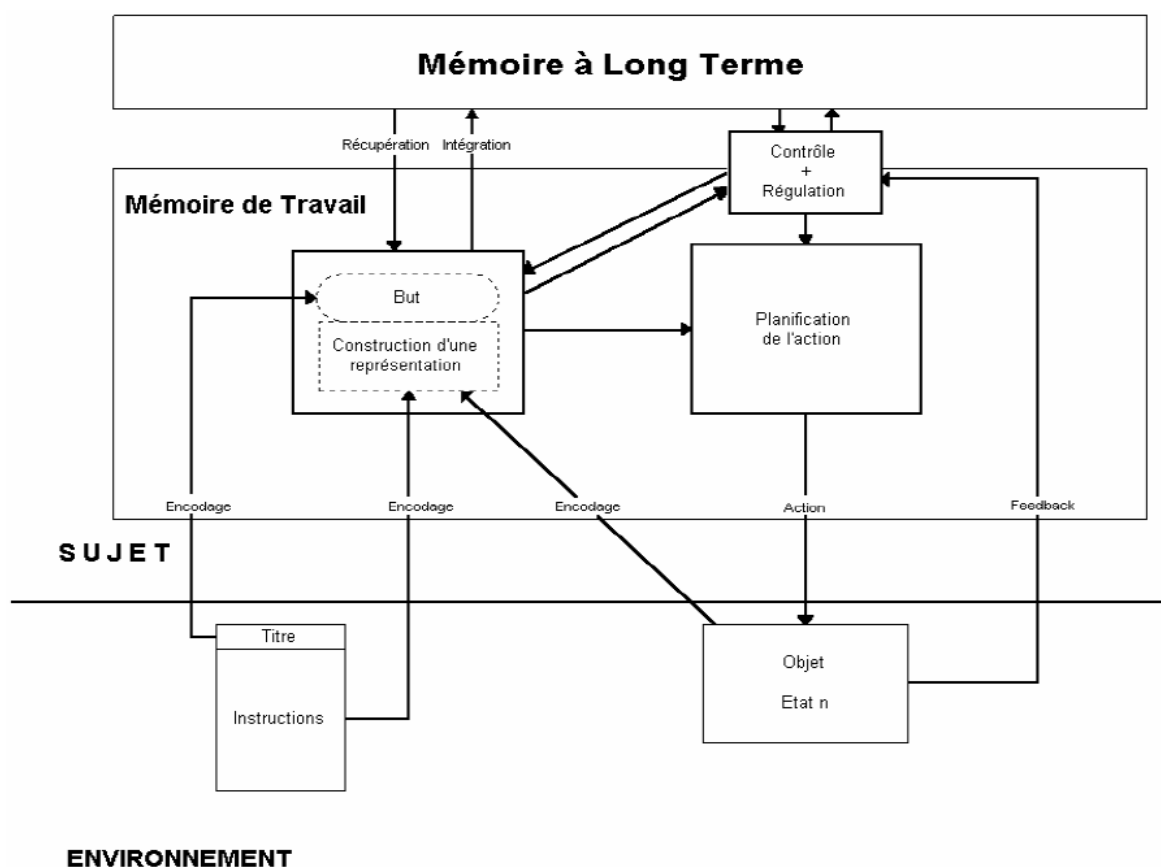 Mémoire à Long Terme
Récupération
Intégration
Contrôle
+
Régulation
Mémoire de Travail
But
Construction d'une
représentation
Planification
de l'action
Encodage
Encodage
Encodage
Action
Feedback
SUJET
Titre
Instructions
Objet
Etat n
ENVIRONNEMENT